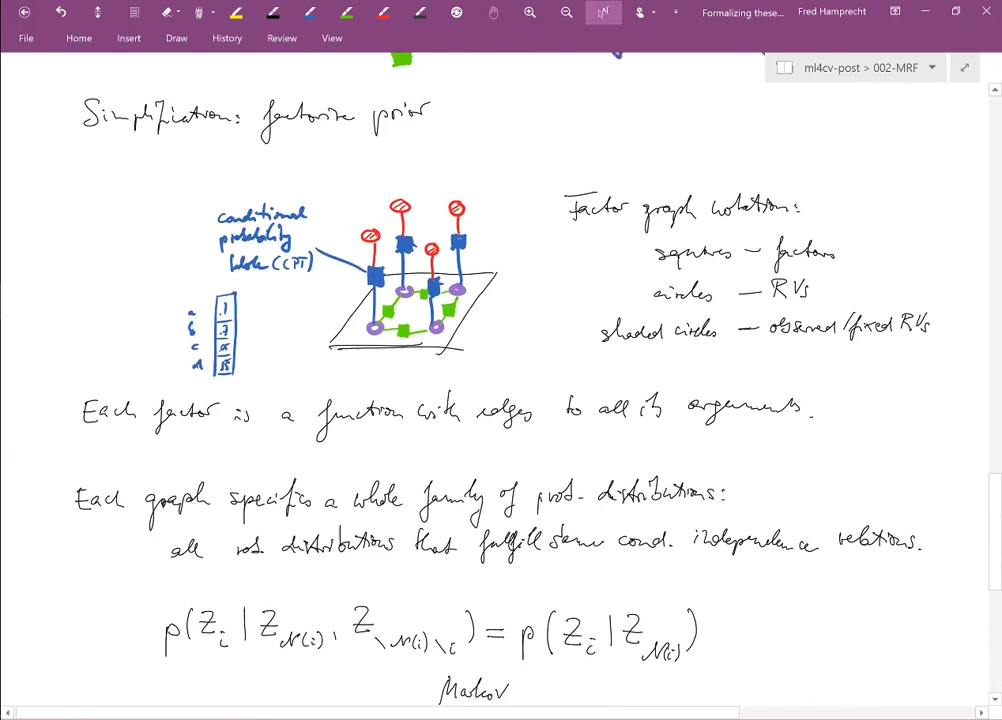 Formalizing these... Fred Hamprecht
File Home Insert Draw History Review View
ml4cv-post > 002-MRF
Simplification: factorize prior
conditional
probability
table (CPT)
a .1
b
c
d
Factor graph notation:
squares – factors
circles — RVs
shaded circles – observed/fixed RVs
Each factor is a function with edges to all its arguments.
Each graph specifies a whole family of prob. distributions:
all distributions that fulfill same cond. independence relations.
p(Z_i | Z_N(i), Z_\N(i)\i) = p(Z_i | Z_N(i))
Markov